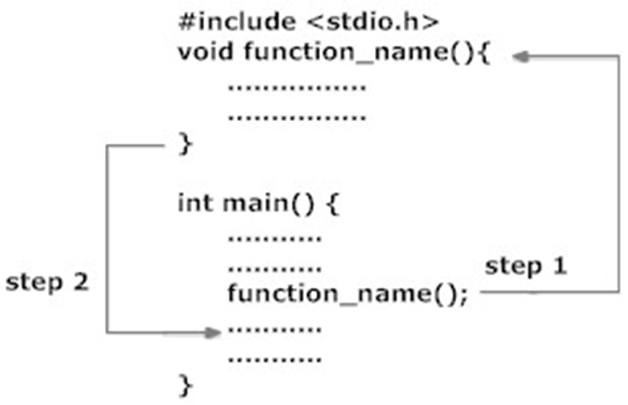 #include <stdio.h>
void function_name(){
................
................
}
int main() {
...........
...........
step 1
function_name();
step 2
...........
...........
}